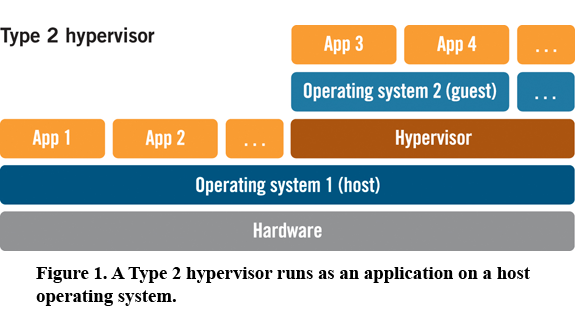 Type 2 hypervisor
App 3
App 4
...
Operating system 2 (guest)
...
App 1
App 2
...
Hypervisor
Operating system 1 (host)
Hardware
Figure 1. A Type 2 hypervisor runs as an application on a host
operating system.